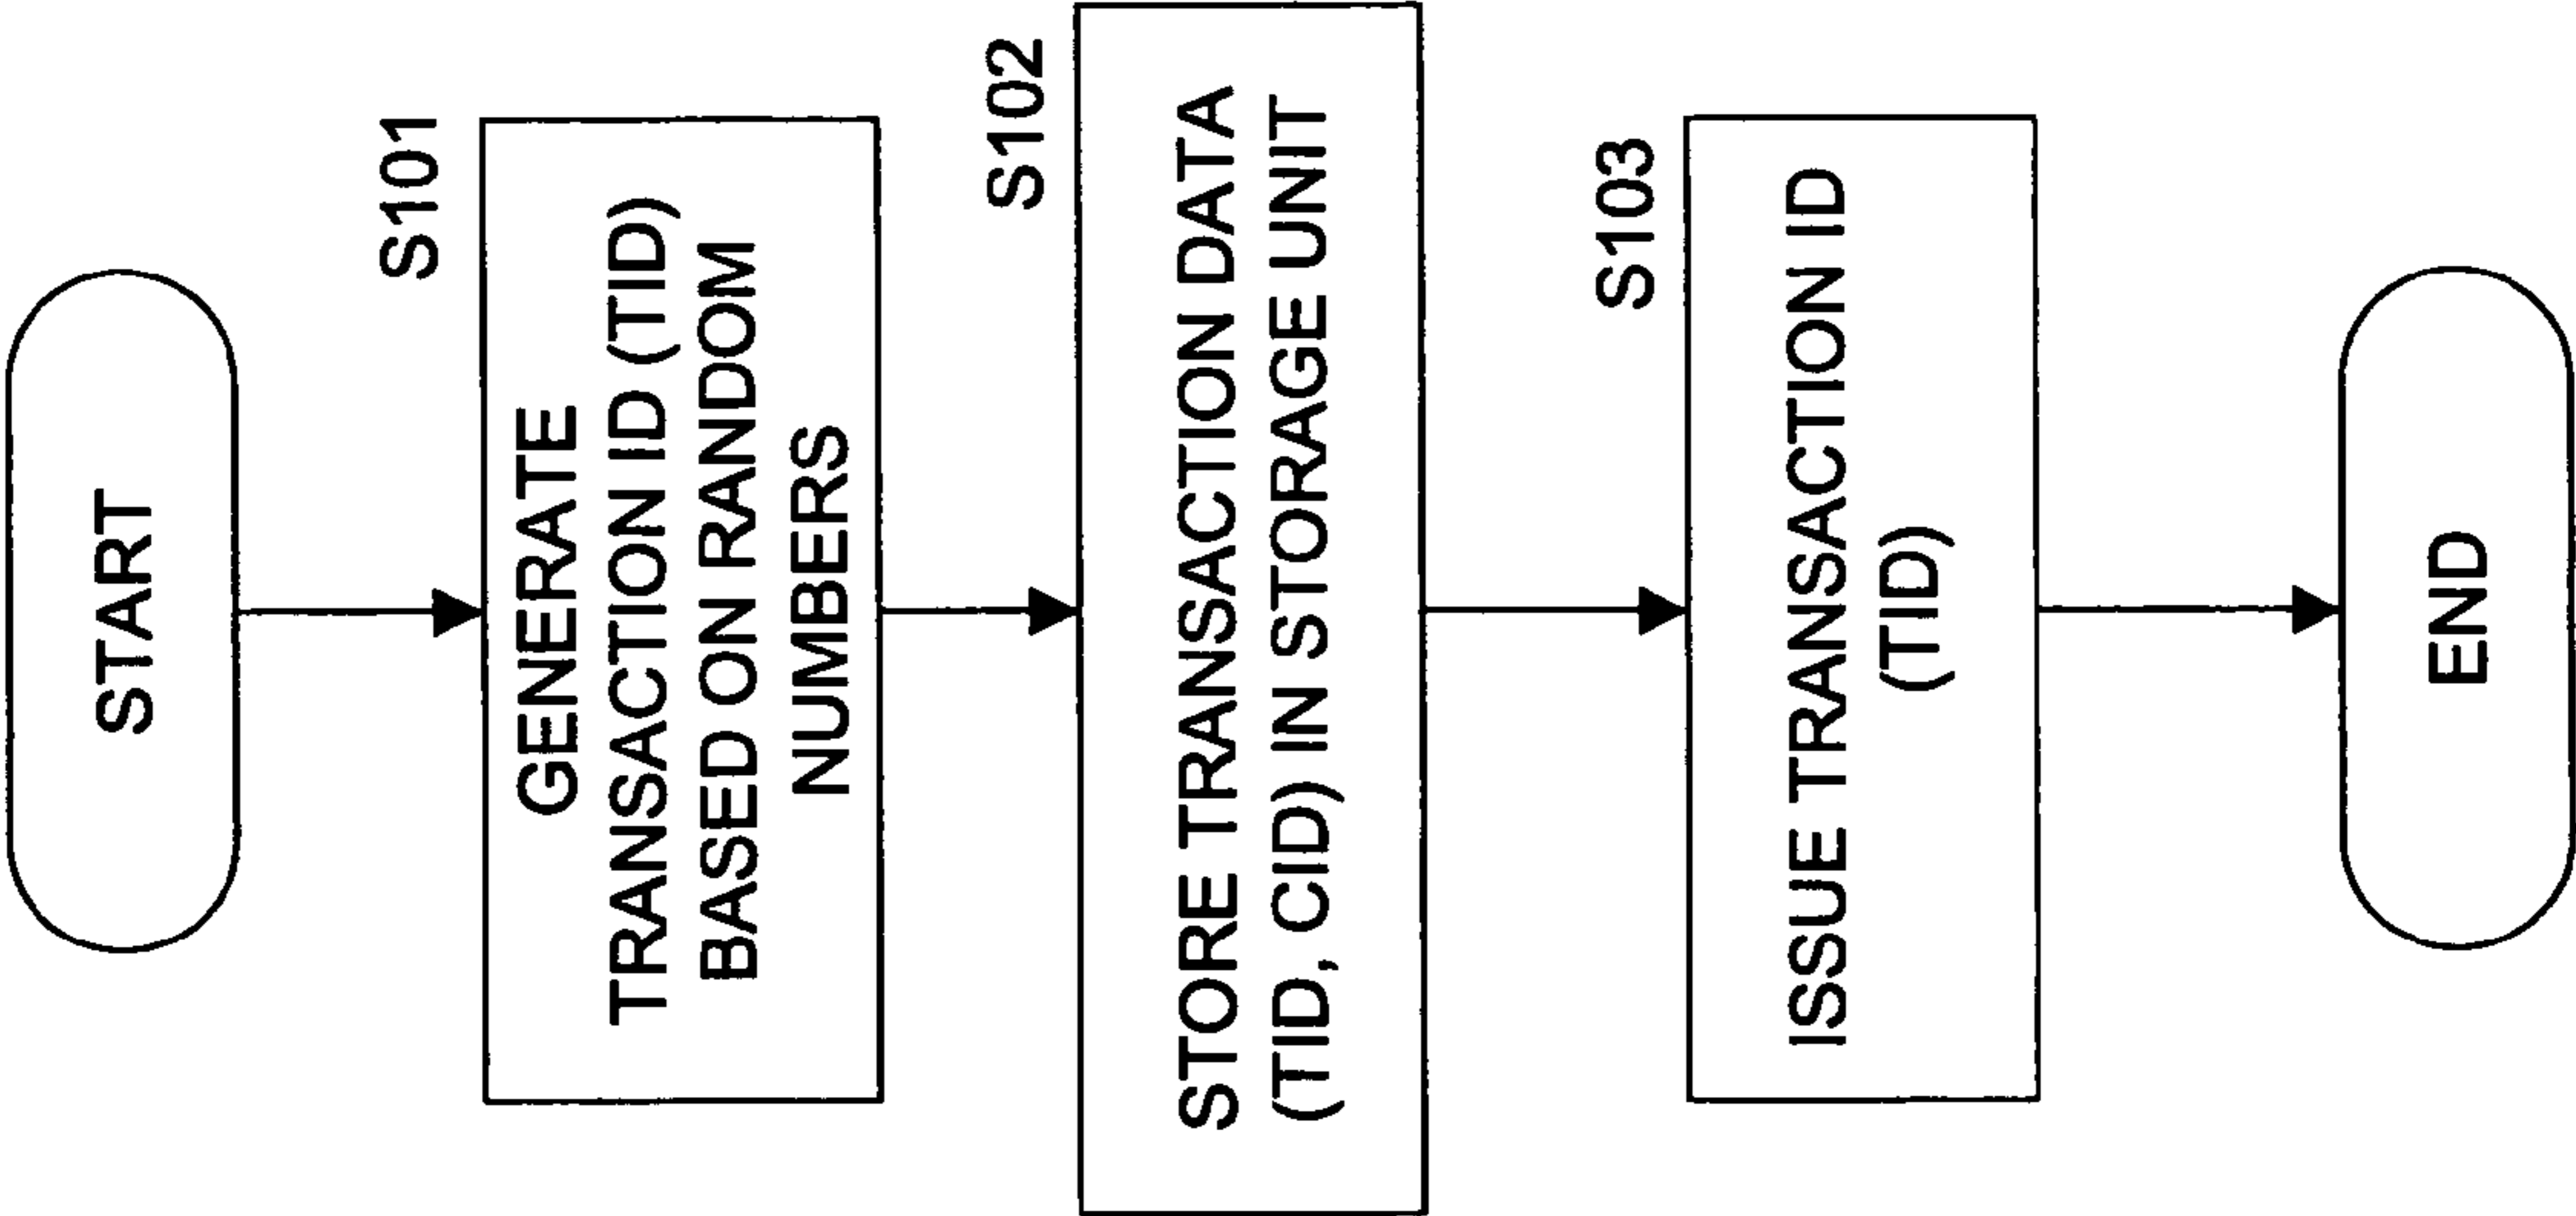 START
S101
GENERATE
TRANSACTION ID (TID)
BASED ON RANDOM
NUMBERS
S102
STORE TRANSACTION DATA
(TID, CID) IN STORAGE UNIT
S103
ISSUE TRANSACTION ID
(TID)
END